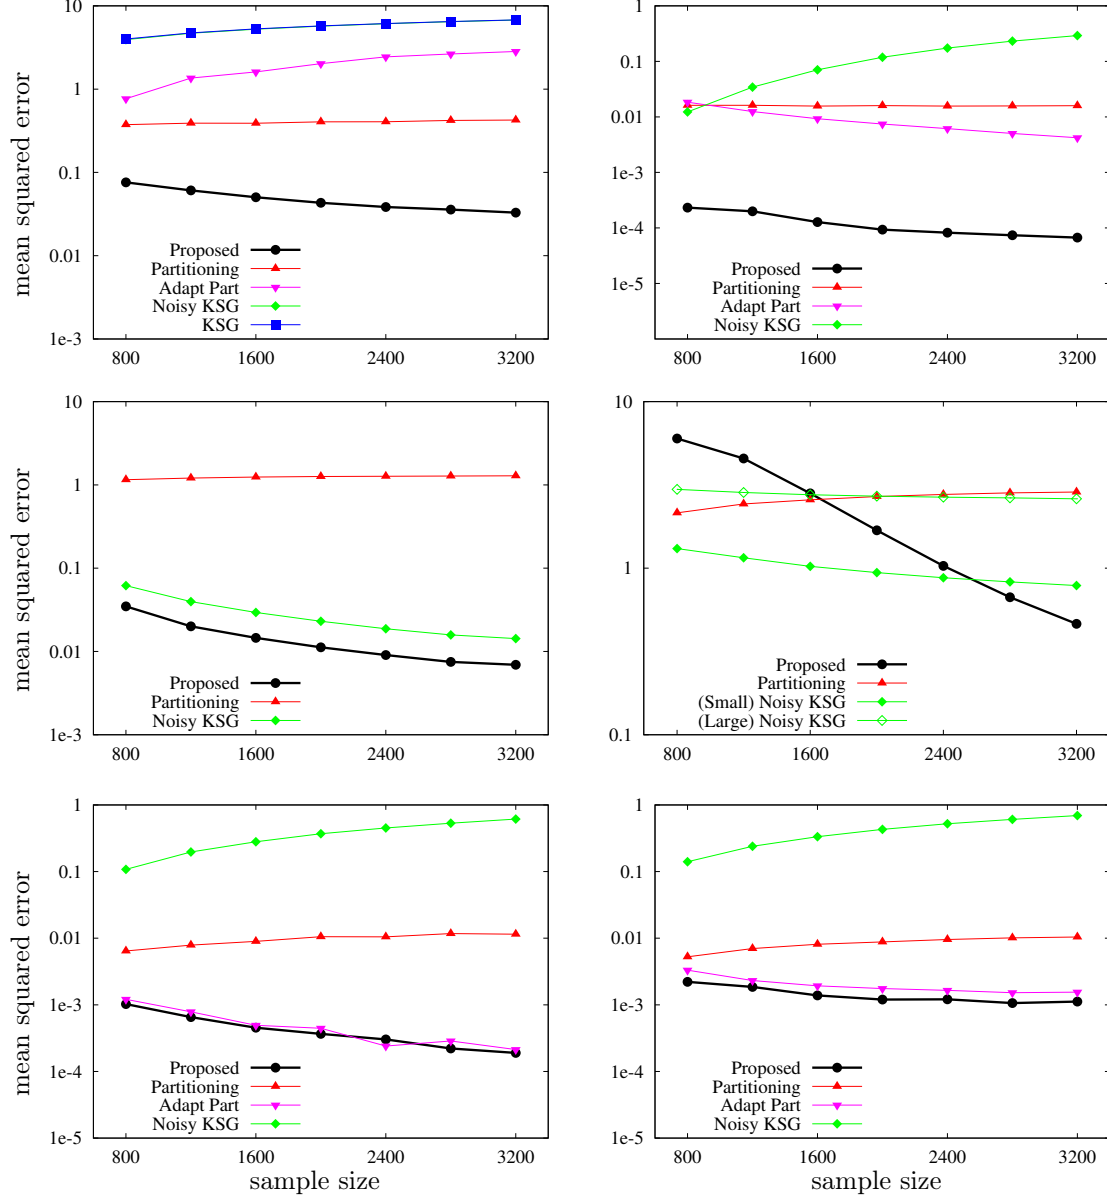 10
1
0.1
0.01
1e-3
mean squared error
Proposed
Partitioning
Adapt Part
Noisy KSG
KSG
800
1600
2400
3200
1
0.1
0.01
1e-3
1e-4
1e-5
Proposed
Partitioning
Adapt Part
Noisy KSG
800
1600
2400
3200
10
1
0.1
0.01
1e-3
mean squared error
Proposed
Partitioning
Noisy KSG
800
1600
2400
3200
10
1
0.1
Proposed
Partitioning
(Small) Noisy KSG
(Large) Noisy KSG
800
1600
2400
3200
1
0.1
0.01
1e-3
1e-4
1e-5
mean squared error
Proposed
Partitioning
Adapt Part
Noisy KSG
800
1600
2400
3200
sample size
1
0.1
0.01
1e-3
1e-4
1e-5
Proposed
Partitioning
Adapt Part
Noisy KSG
800
1600
2400
3200
sample size